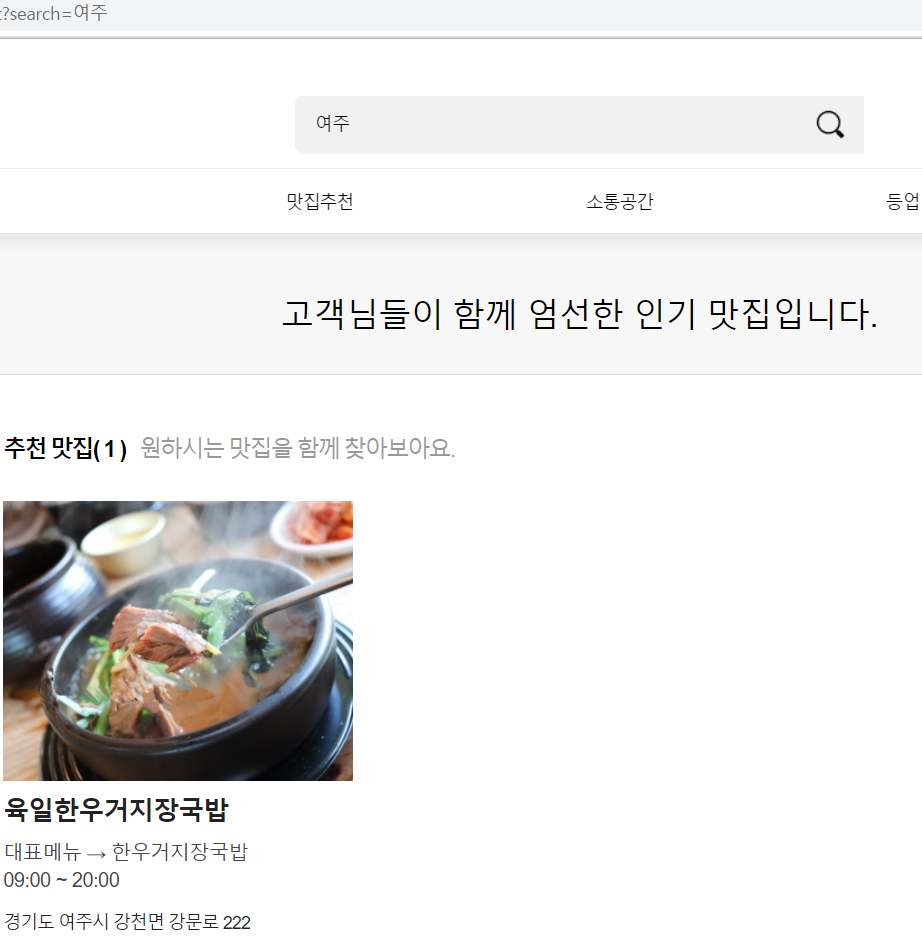 t?search=여주
여주
맛집추천 소통공간 등업
고객님들이 함께 엄선한 인기 맛집입니다.
추천 맛집( 1 ) 원하시는 맛집을 함께 찾아보아요.
육일한우거지장국밥
대표메뉴 → 한우거지장국밥
09:00 ~ 20:00
경기도 여주시 강천면 강문로 222